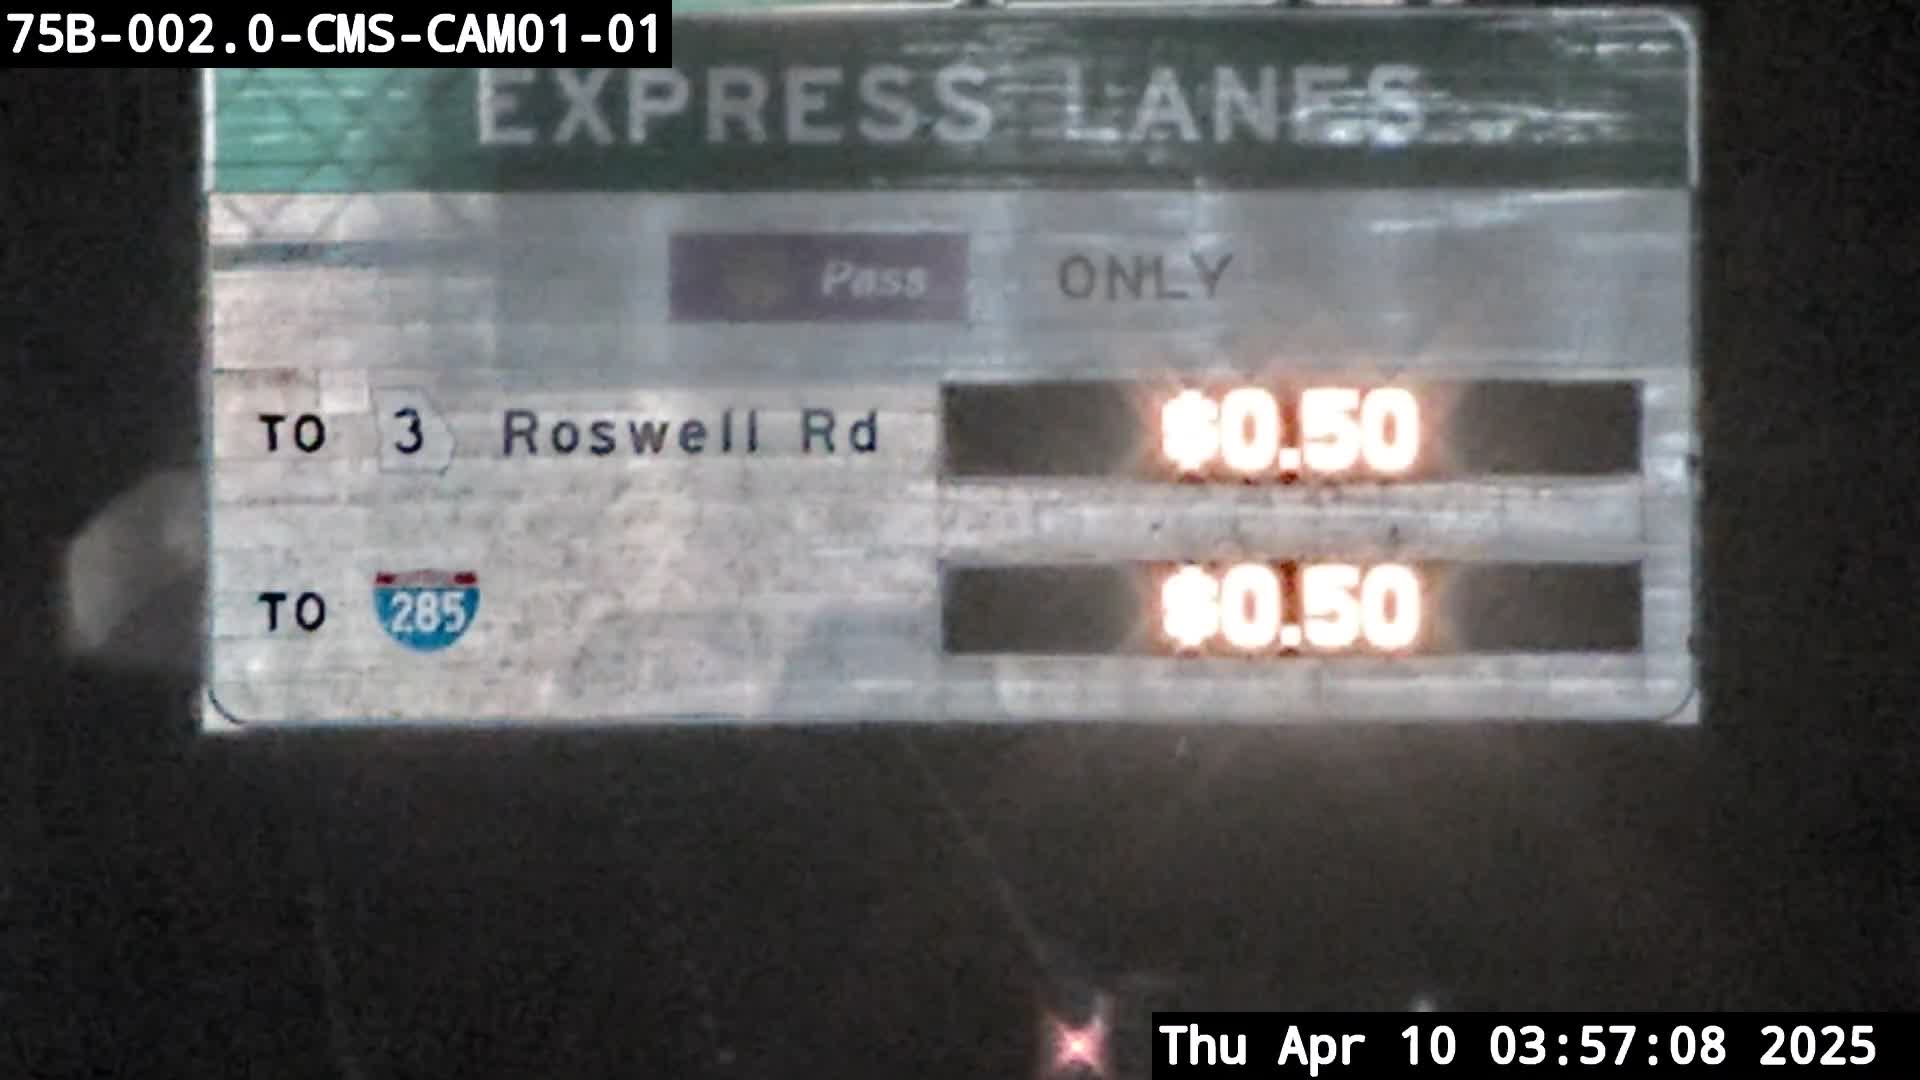 75B-002.0-CMS-CAM01-01
EXPRESS LANES
Pass ONLY
TO 3 Roswell Rd $0.50
TO 285 $0.50
Thu Apr 10 03:57:08 2025